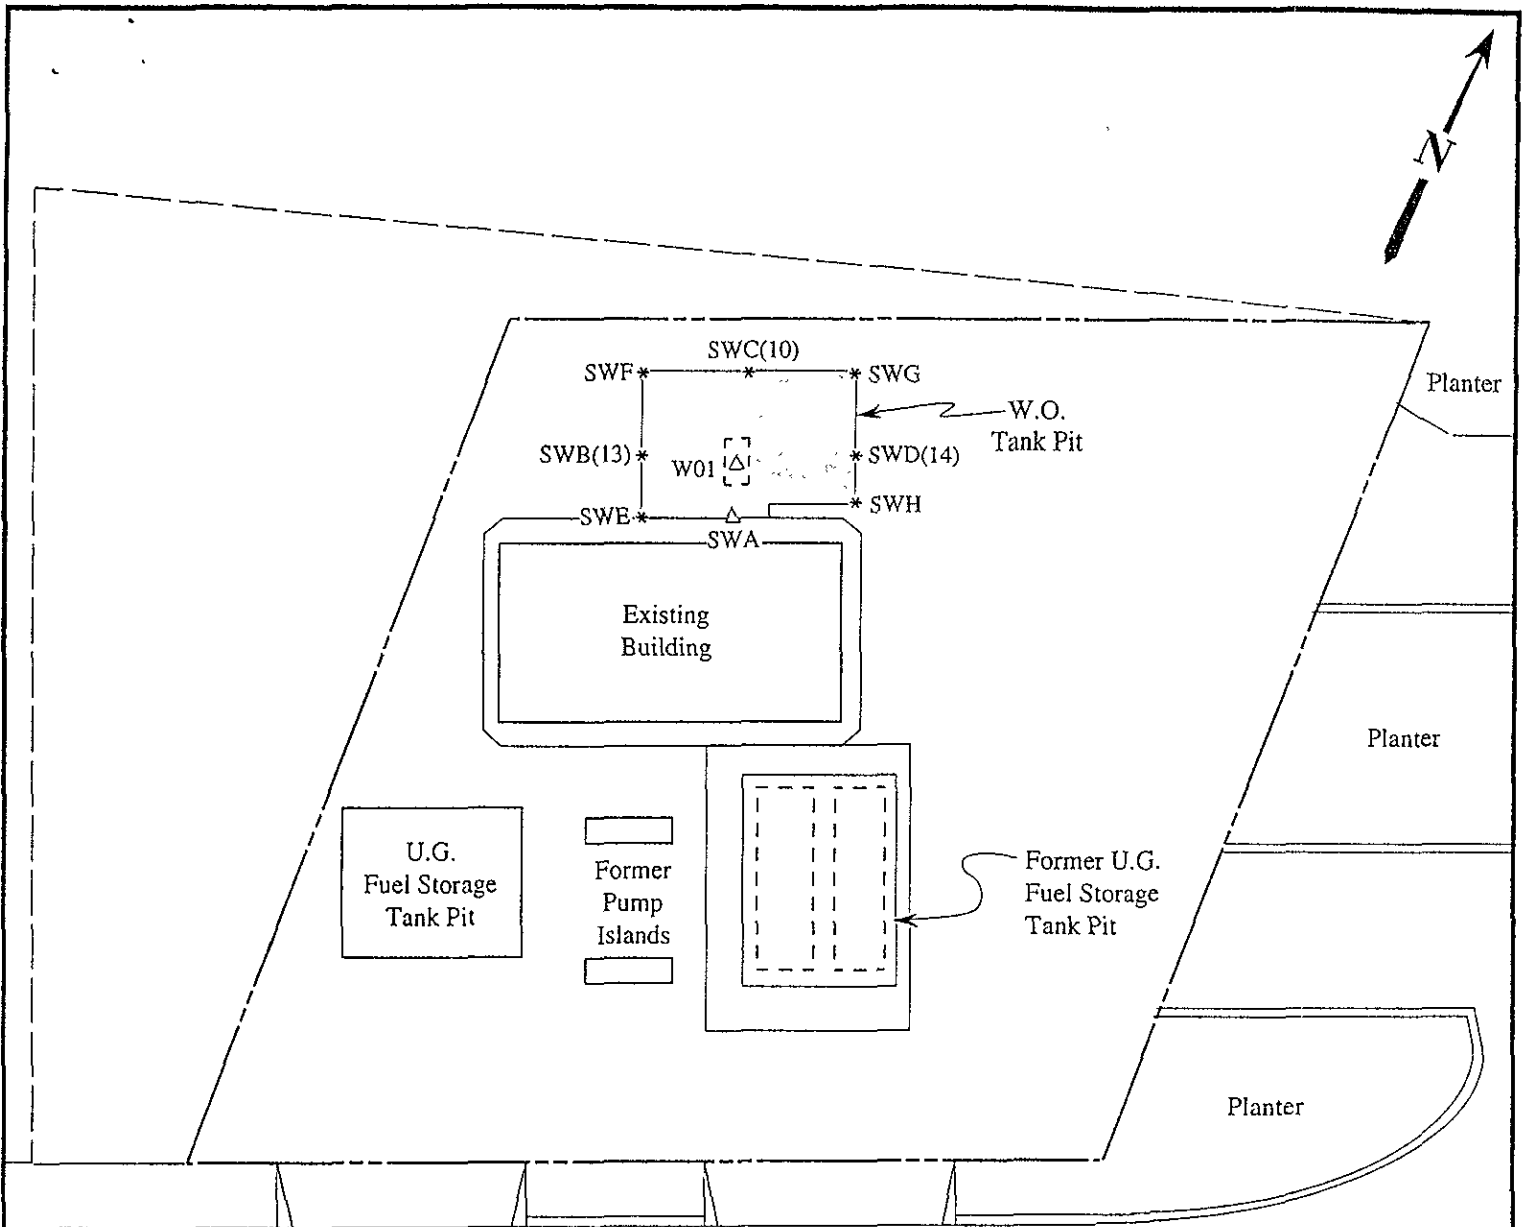 N
SWC(10)
SWF
SWG
Planter
W.O.
Tank Pit
SWB(13)
W01
SWD(14)
SWH
SWE
SWA
Existing
Building
Planter
U.G.
Fuel Storage
Tank Pit
Former
Pump
Islands
Former U.G.
Fuel Storage
Tank Pit
Planter